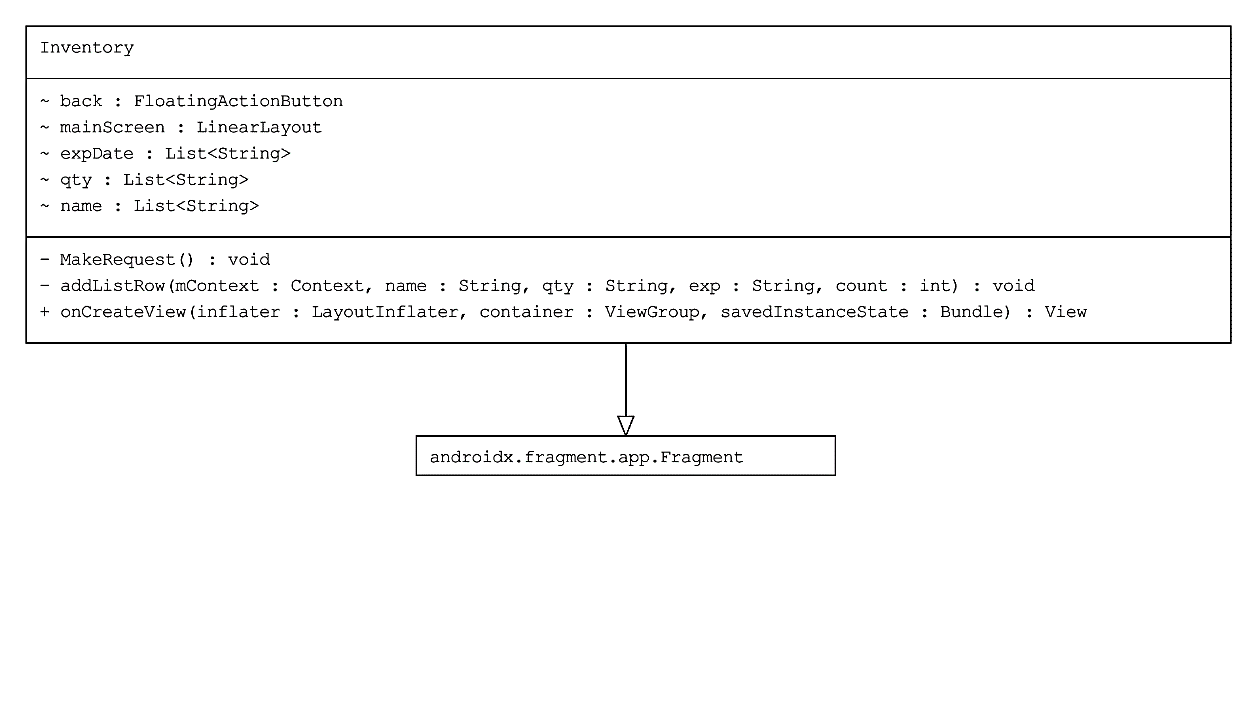 Inventory
~ back : FloatingActionButton
~ mainScreen : LinearLayout
~ expDate : List<String>
~ qty : List<String>
~ name : List<String>
- MakeRequest() : void
- addListRow(mContext : Context, name : String, qty : String, exp : String, count : int) : void
+ onCreateView(inflater : LayoutInflater, container : ViewGroup, savedInstanceState : Bundle) : View
androidx.fragment.app.Fragment